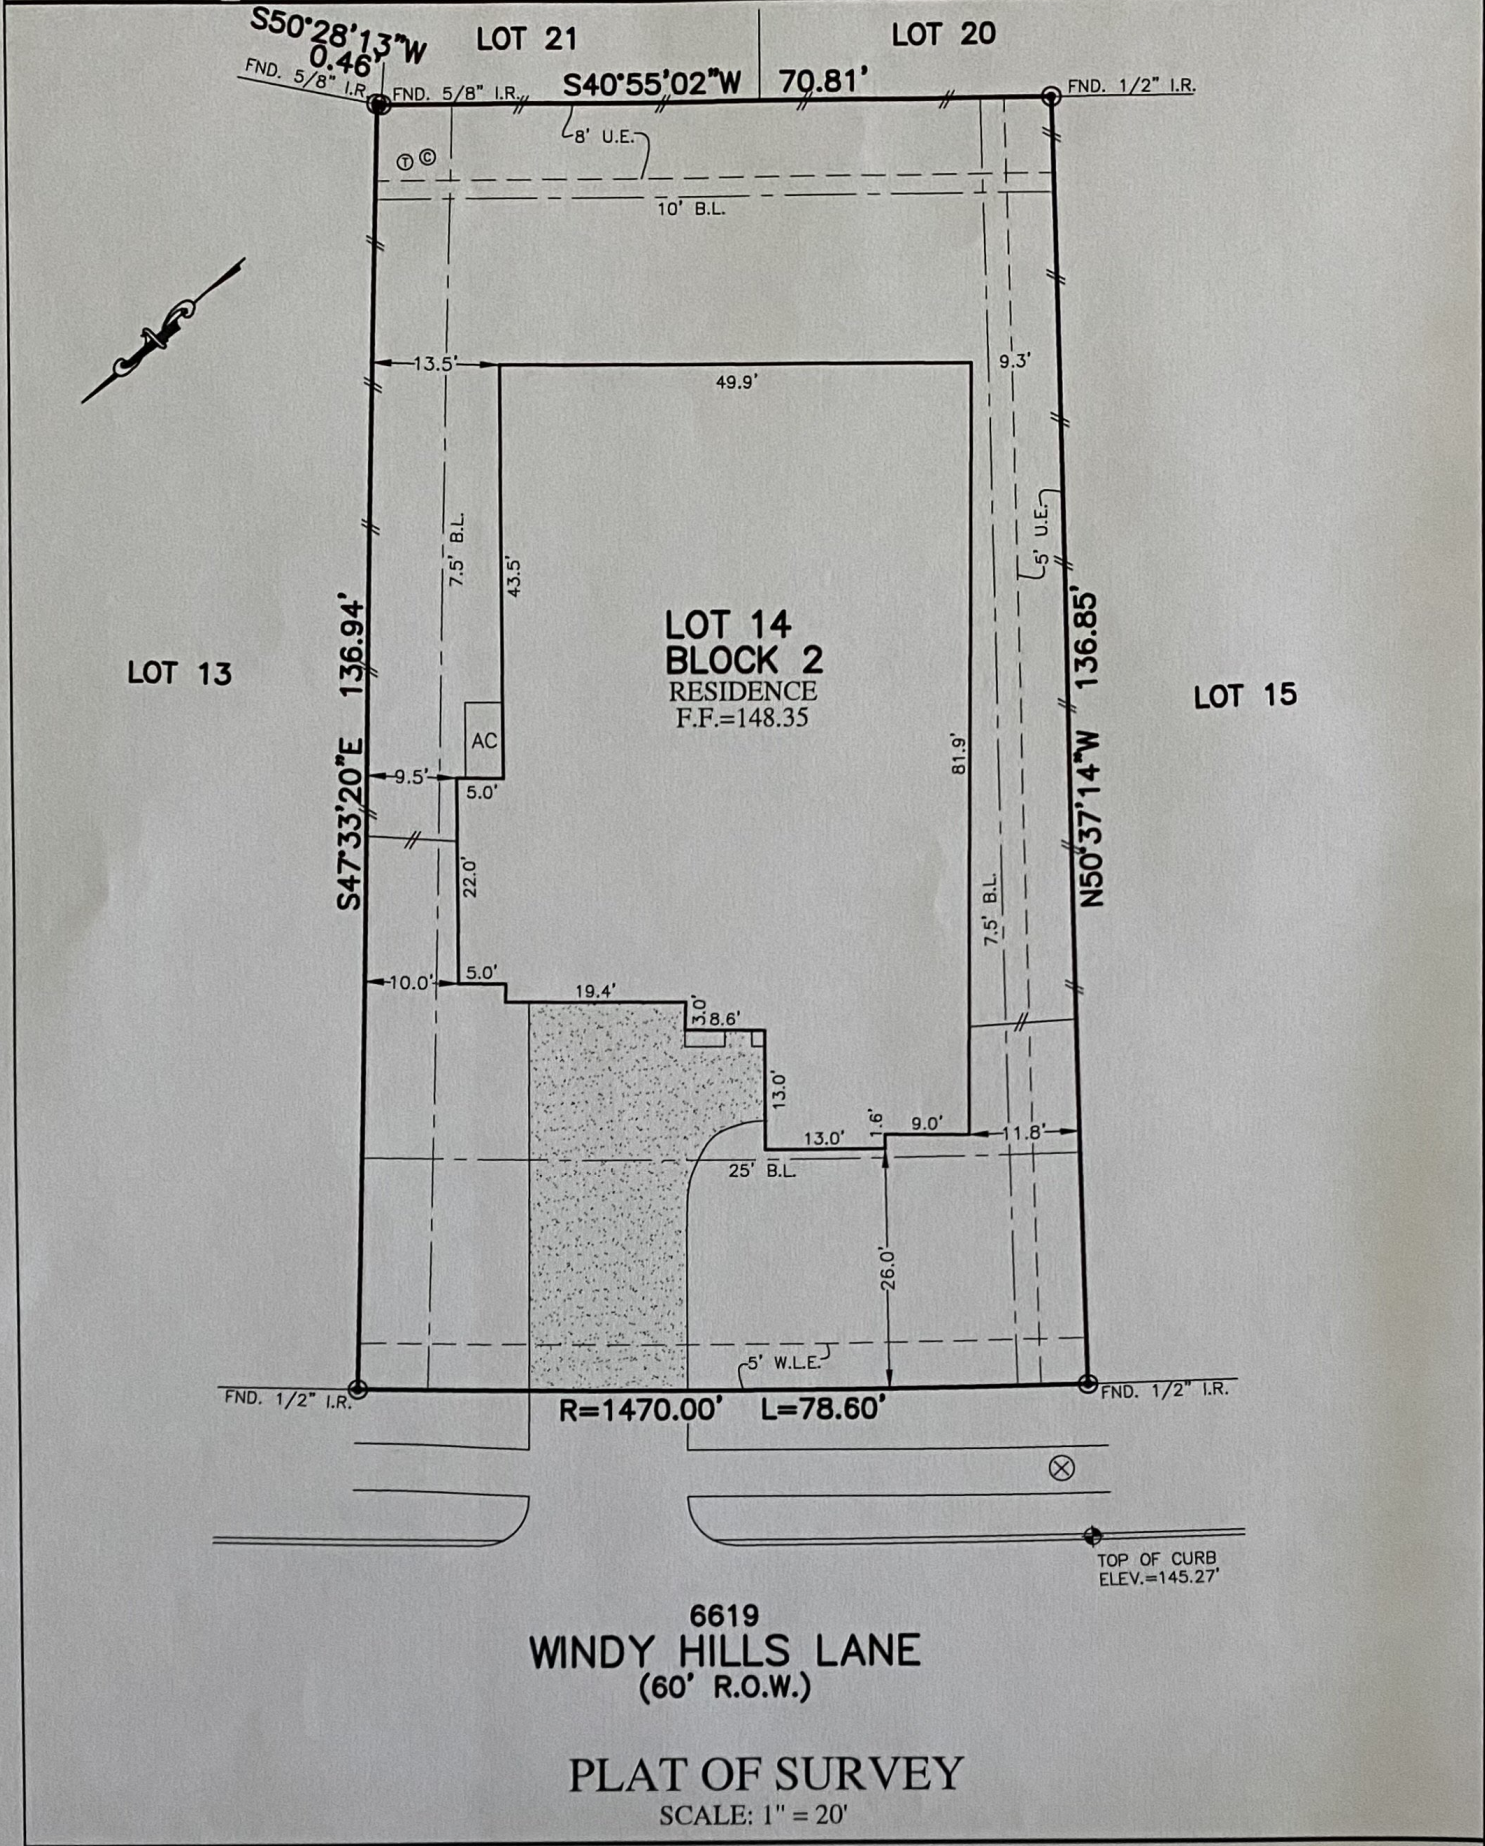 S50°28'13"W
0.46'
LOT 21
LOT 20
FND. 5/8" I.R.
FND. 5/8" I.R.
S40°55'02"W 70.81'
FND. 1/2" I.R.
8' U.E.
T C
10' B.L.
13.5'
49.9'
9.3'
7.5' B.L.
43.5'
5' U.E.
LOT 13
S47°33'20"E 136.94'
LOT 14
BLOCK 2
RESIDENCE
F.F.=148.35
N50°37'14"W 136.85'
LOT 15
AC
81.9'
9.5'
5.0'
22.0'
7.5' B.L.
10.0'
5.0'
19.4'
3.0'
8.6'
13.0'
13.0'
1.6'
9.0'
11.8'
25' B.L.
26.0'
5' W.L.E.
FND. 1/2" I.R.
R=1470.00' L=78.60'
FND. 1/2" I.R.
TOP OF CURB
ELEV.=145.27'
6619
WINDY HILLS LANE
(60' R.O.W.)
PLAT OF SURVEY
SCALE: 1" = 20'